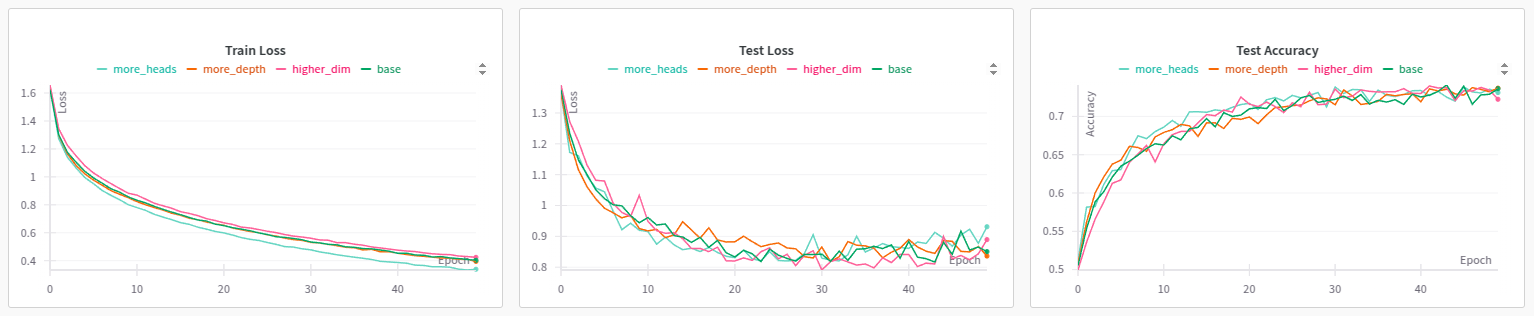 Train Loss
more_heads more_depth higher_dim base
Loss
1.6
1.4
1.2
1
0.8
0.6
0.4
Epoch
0 10 20 30 40
Test Loss
more_heads more_depth higher_dim base
Loss
1.3
1.2
1.1
1
0.9
0.8
Epoch
0 10 20 30 40
Test Accuracy
more_heads more_depth higher_dim base
Accuracy
0.7
0.65
0.6
0.55
0.5
Epoch
0 10 20 30 40